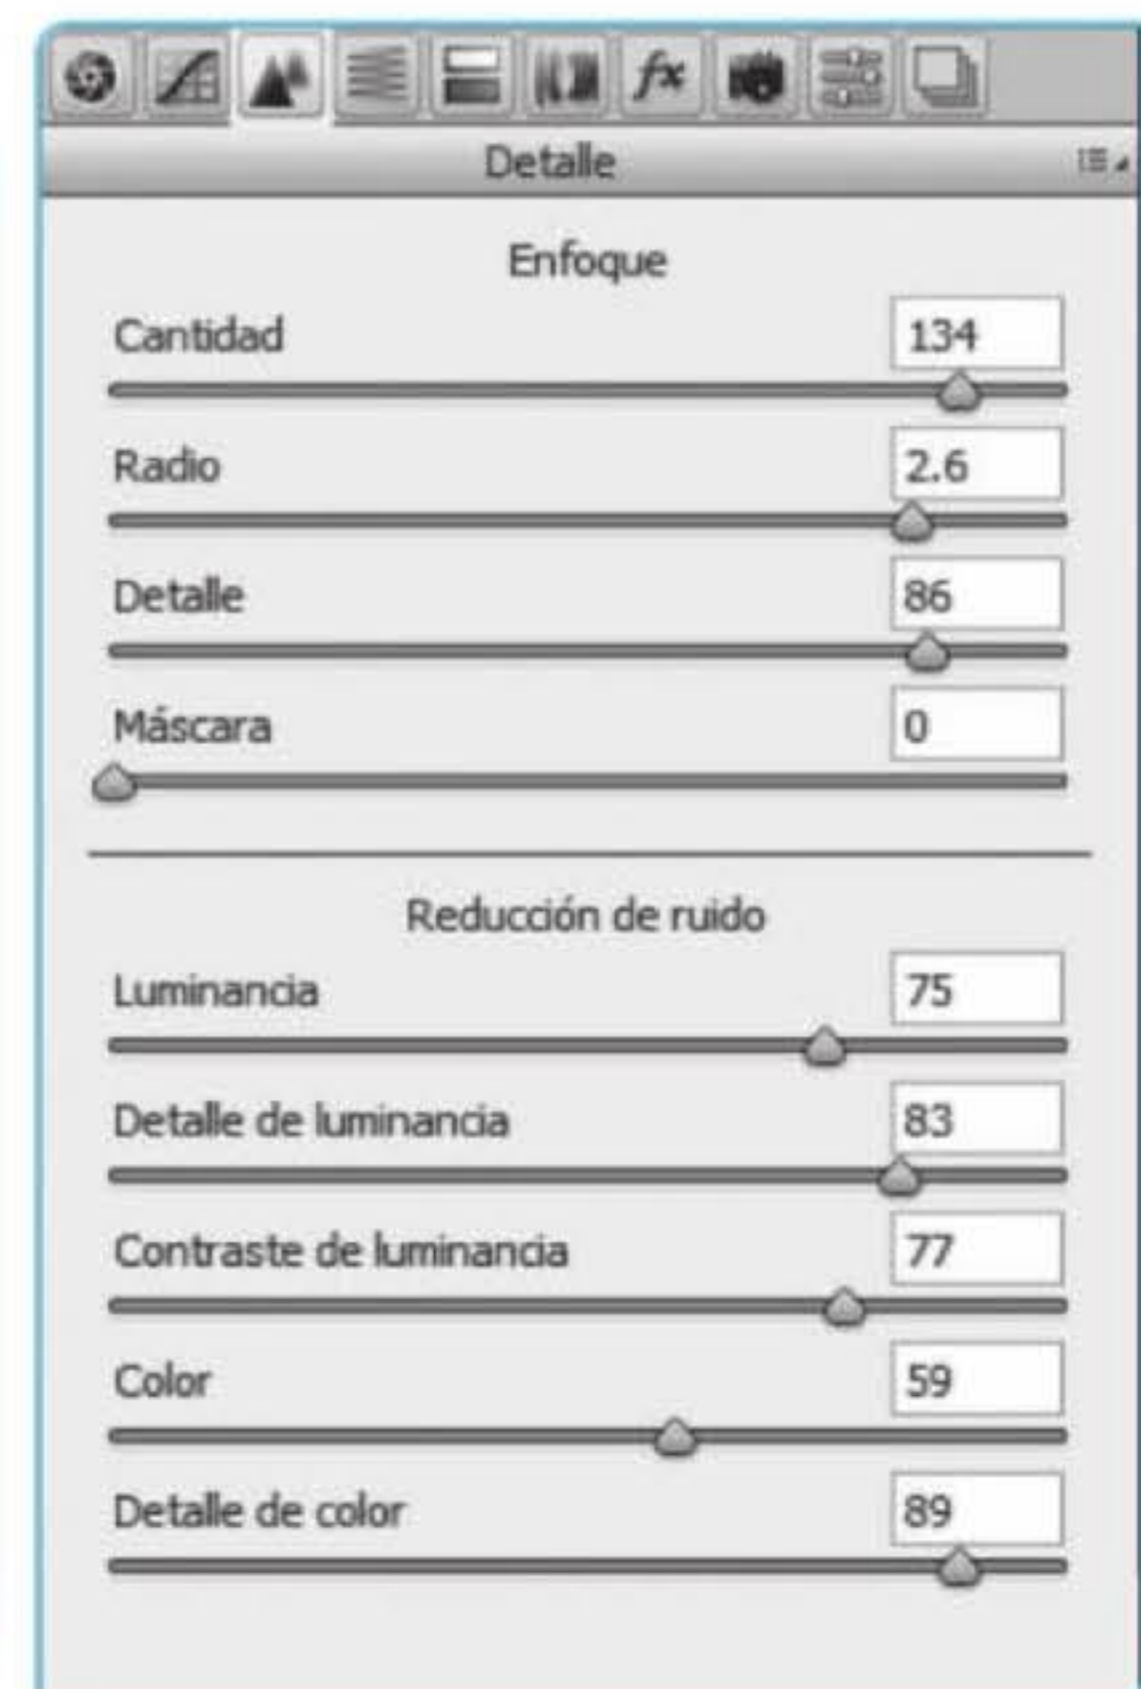 fx
Detalle
Enfoque
Cantidad 134
Radio 2.6
Detalle 86
Máscara 0
Reducción de ruido
Luminancia 75
Detalle de luminancia 83
Contraste de luminancia 77
Color 59
Detalle de color 89